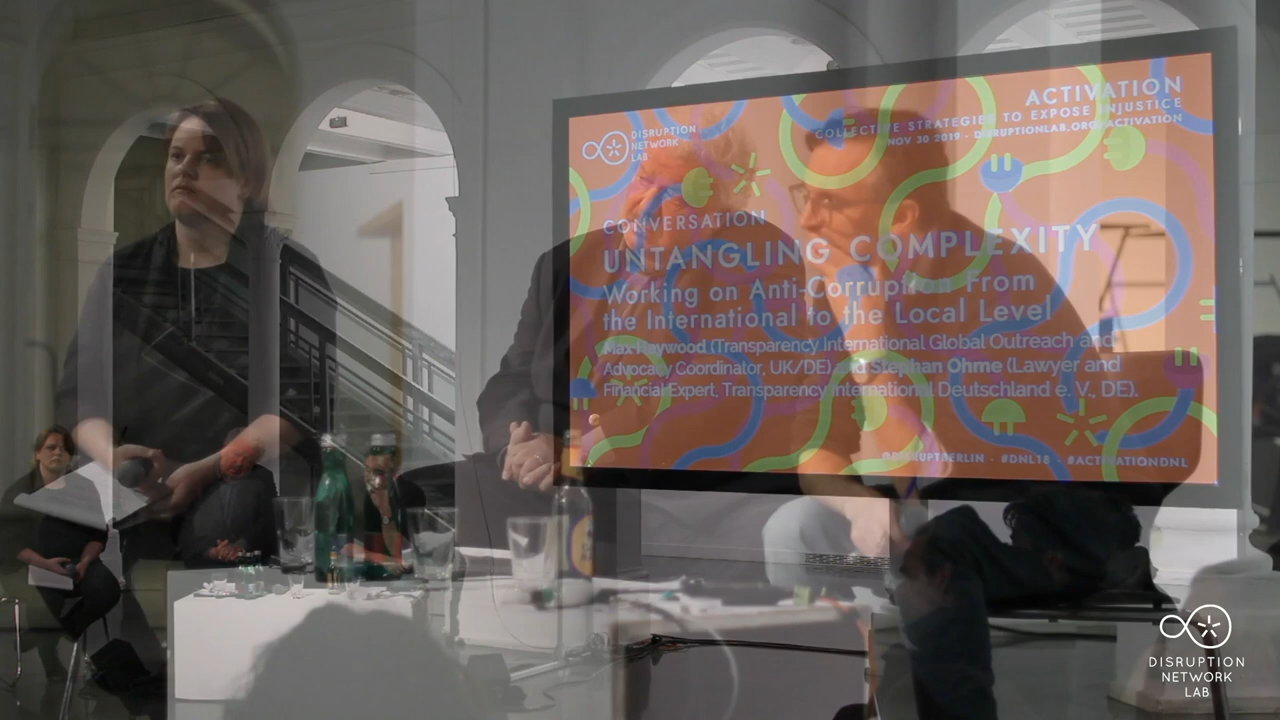 ACTIVATION
COLLECTIVE STRATEGIES TO EXPOSE INJUSTICE
NOV 30 2019 - DISRUPTIONLAB.ORG/ACTIVATION
DISRUPTION
NETWORK
LAB
CONVERSATION
UNTANGLING COMPLEXITY
Working on Anti-Corruption From
the International to the Local Level
Max Heywood (Transparency International Global Outreach and
Advocacy Coordinator, UK/DE) and Stephan Ohme (Lawyer and
Financial Expert, Transparency International Deutschland e. V., DE).
#DISRUPTBERLIN - #DNL18 - #ACTIVATIONDNL
DISRUPTION
NETWORK
LAB